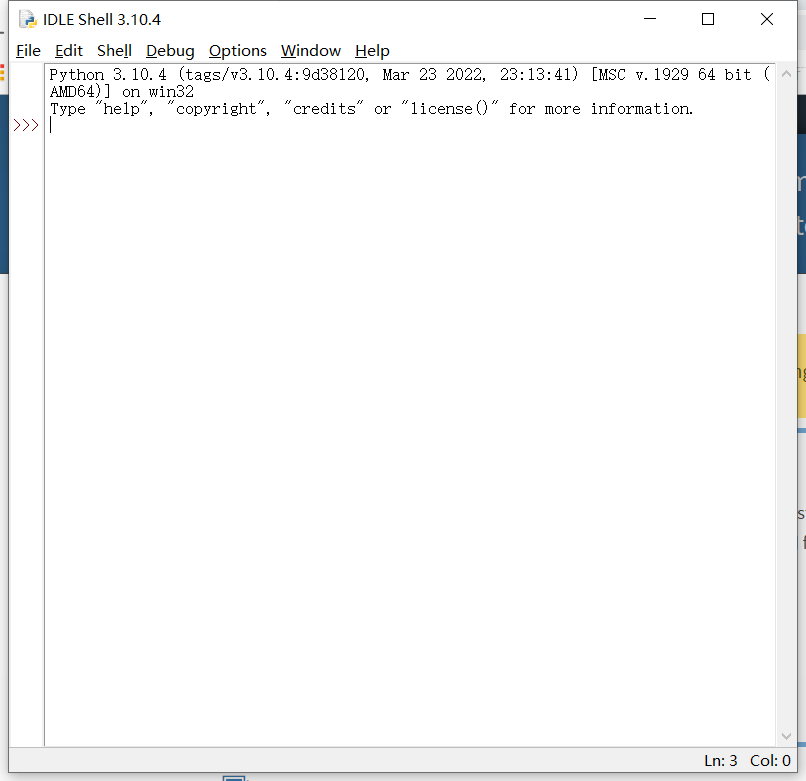 IDLE Shell 3.10.4
File Edit Shell Debug Options Window Help
Python 3.10.4 (tags/v3.10.4:9d38120, Mar 23 2022, 23:13:41) [MSC v.1929 64 bit (
AMD64)] on win32
Type "help", "copyright", "credits" or "license()" for more information.
>>>
Ln: 3 Col: 0